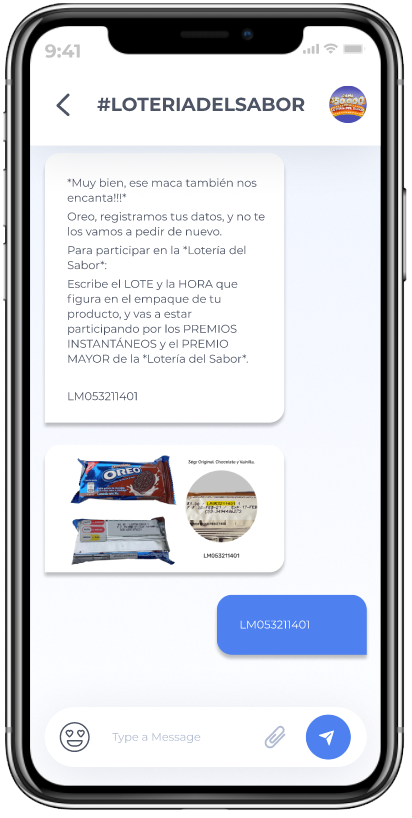 9:41
#LOTERIADELSABOR
*Muy bien, ese maca también nos
encanta!!!*
Oreo, registramos tus datos, y no te
los vamos a pedir de nuevo.
Para participar en la *Lotería del
Sabor*:
Escribe el LOTE y la HORA que
figura en el empaque de tu
producto, y vas a estar
participando por los PREMIOS
INSTANTÁNEOS y el PREMIO
MAYOR de la *Lotería del Sabor*.
LM053211401
36gr Original, Chocolate y Vainilla.
OREO
LM053211401
LM053211401
Type a Message